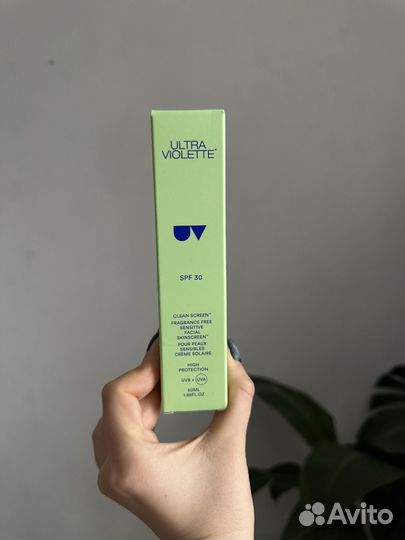 ULTRA
VIOLETTE®
UV
SPF 30
CLEAN SCREEN™
FRAGRANCE FREE
SENSITIVE
FACIAL
SKINSCREEN™
POUR PEAUX
SENSIBLES
CRÈME SOLAIRE
HIGH
PROTECTION
UVB + UVA
50ML
1.69FL.OZ
Avito